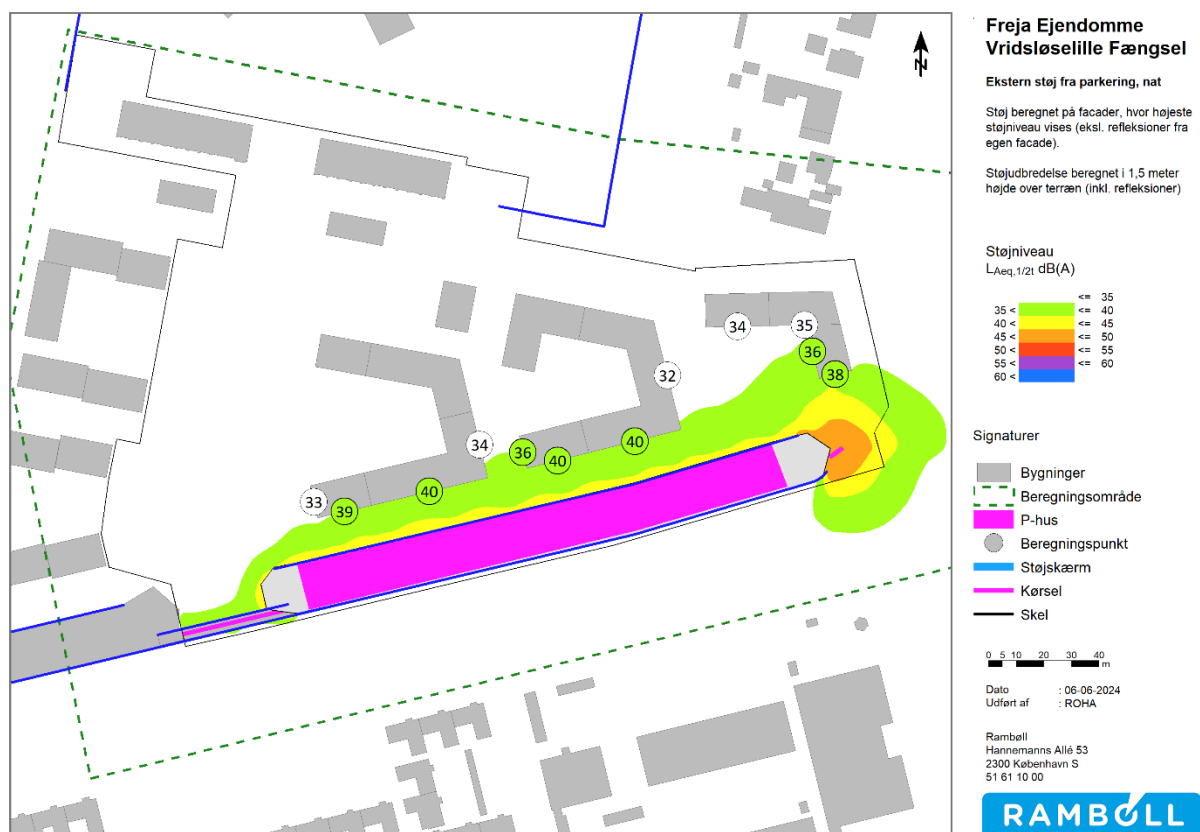 Freja Ejendomme
Vridsløselille Fængsel
Ekstern støj fra parkering, nat
Støj beregnet på facader, hvor højeste
støjniveau vises (eksl. refleksioner fra
egen facade).
Støjudbredelse beregnet i 1,5 meter
højde over terræn (inkl. refleksioner)
Støjniveau
LAeq,1/2t dB(A)
<= 35
35 < <= 40
40 < <= 45
45 < <= 50
50 < <= 55
55 < <= 60
60 <
Signaturer
Bygninger
Beregningsområde
P-hus
Beregningspunkt
Støjskærm
Kørsel
Skel
0 5 10 20 30 40
m
Dato : 06-06-2024
Udført af : ROHA
Rambøll
Hannemanns Allé 53
2300 København S
51 61 10 00
RAMBOLL
N
34
35
36
38
32
40
36
40
34
40
39
33